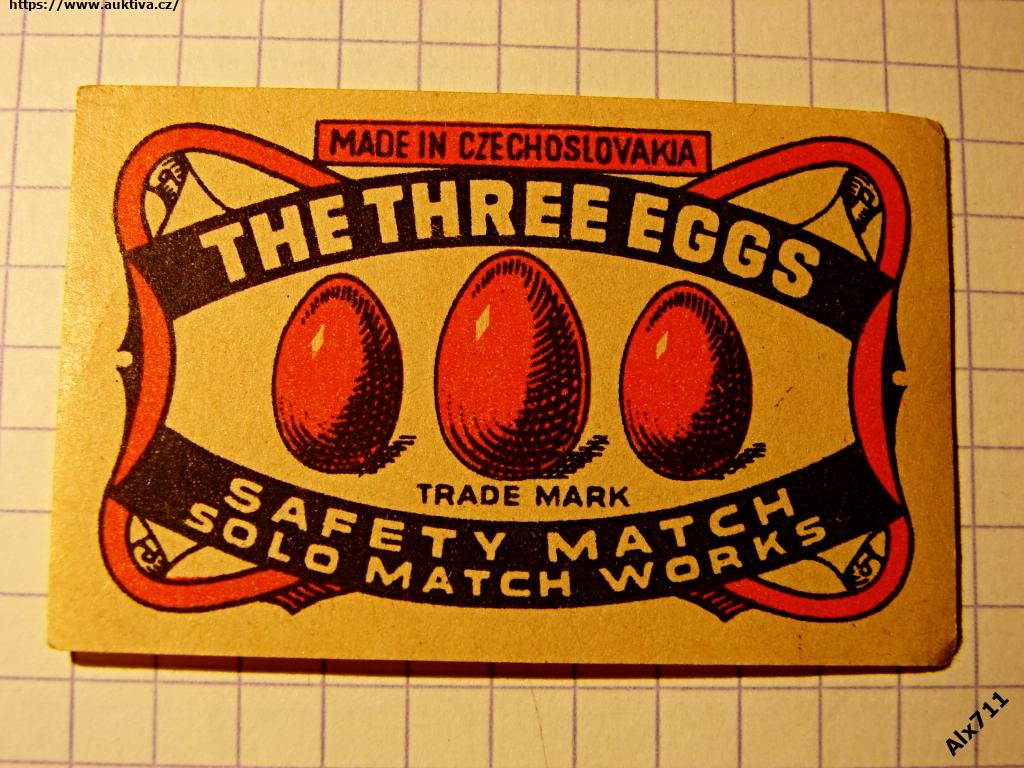 https://www.auktiva.cz/
MADE IN CZECHOSLOVAKIA
THE THREE EGGS
TRADE MARK
SAFETY MATCH
SOLO MATCH WORKS
Alx711